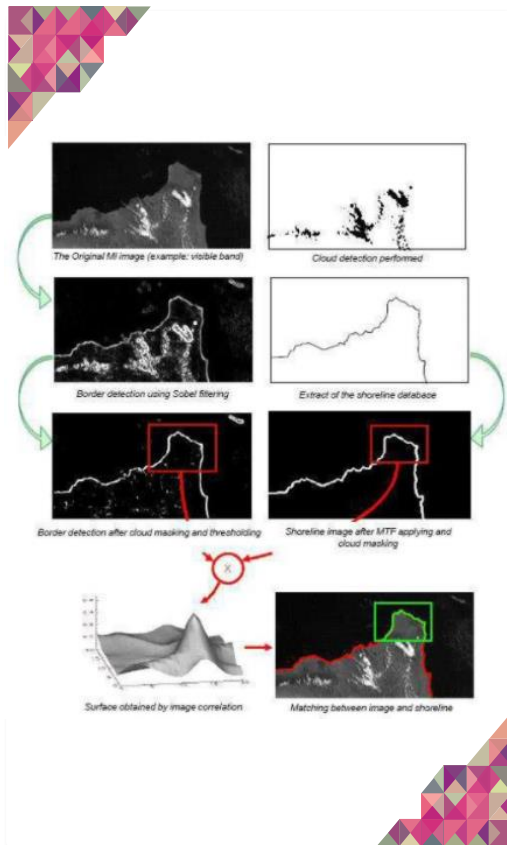 The Original MI image (example: visible band)
Cloud detection performed
Border detection using Sobel filtering
Extract of the shoreline database
Border detection after cloud masking and thresholding
Shoreline image after MTF applying and
cloud masking
X
Surface obtained by image correlation
Matching between image and shoreline